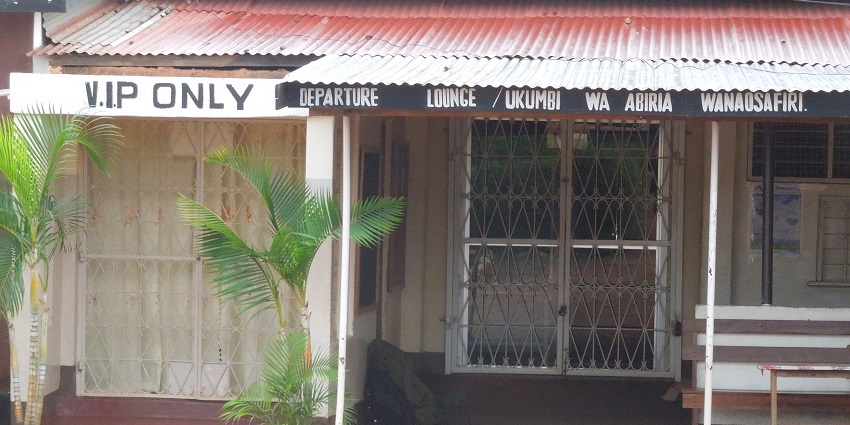 V.I.P ONLY
DEPARTURE LOUNGE / UKUMBI WA ABIRIA WANAOSAFIRI.